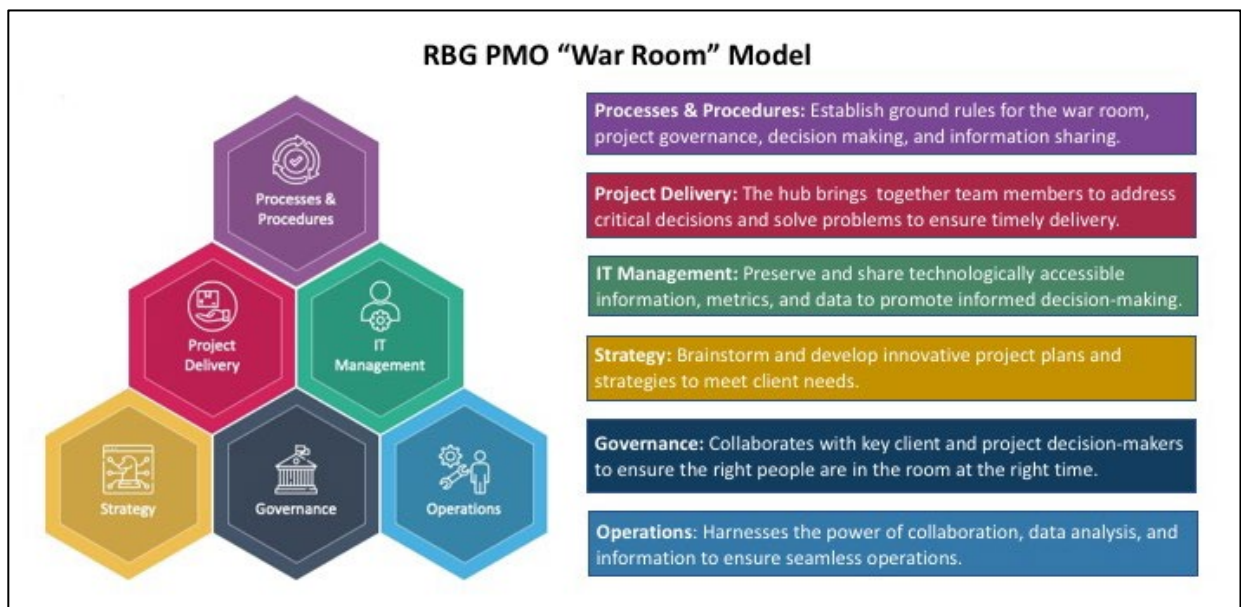 RBG PMO “War Room” Model
Processes &
Procedures
Project
Delivery
IT
Management
Strategy
Governance
Operations
Processes & Procedures: Establish ground rules for the war room,
project governance, decision making, and information sharing.
Project Delivery: The hub brings together team members to address
critical decisions and solve problems to ensure timely delivery.
IT Management: Preserve and share technologically accessible
information, metrics, and data to promote informed decision-making.
Strategy: Brainstorm and develop innovative project plans and
strategies to meet client needs.
Governance: Collaborates with key client and project decision-makers
to ensure the right people are in the room at the right time.
Operations: Harnesses the power of collaboration, data analysis, and
information to ensure seamless operations.